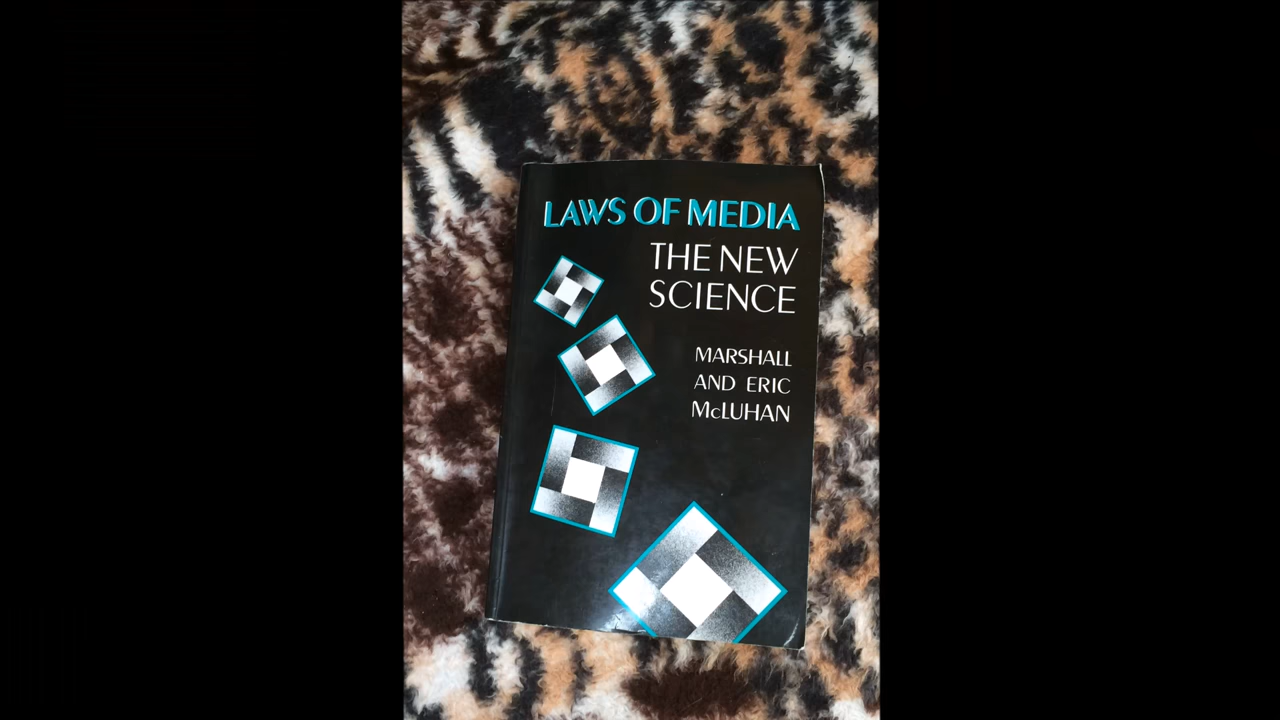 LAWS OF MEDIA
THE NEW
SCIENCE
MARSHALL
AND ERIC
McLUHAN